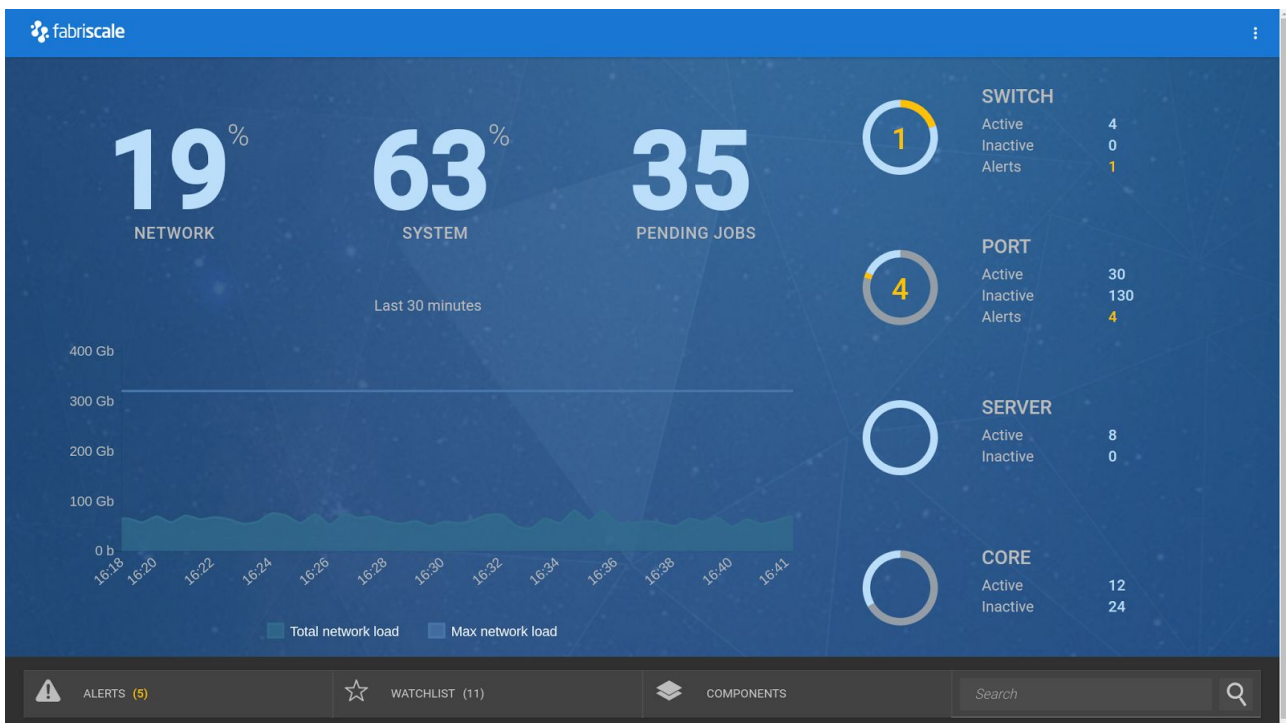 fabriscale
19%
NETWORK
63%
SYSTEM
35
PENDING JOBS
Last 30 minutes
400 Gb
300 Gb
200 Gb
100 Gb
0 b
16:18 16:20 16:22 16:24 16:26 16:28 16:30 16:32 16:34 16:36 16:38 16:40 16:41
Total network load Max network load
1
SWITCH
Active 4
Inactive 0
Alerts 1
4
PORT
Active 30
Inactive 130
Alerts 4
SERVER
Active 8
Inactive 0
CORE
Active 12
Inactive 24
ALERTS (5) WATCHLIST (11) COMPONENTS Search